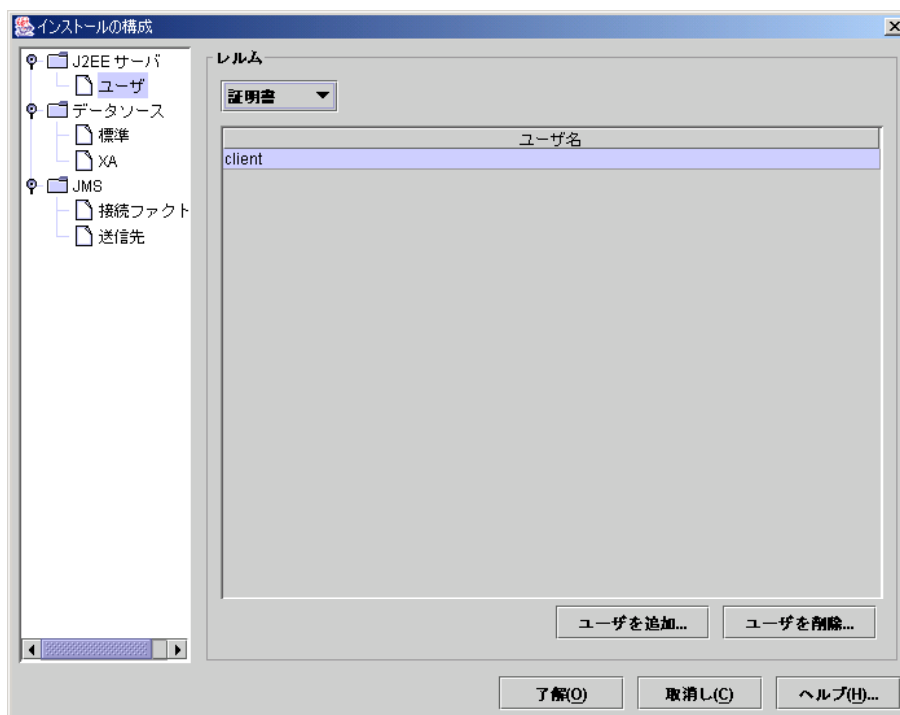 インストールの構成
J2EE サーバ
ユーザ
データソース
標準
XA
JMS
接続ファクト
送信先
レルム
証明書
ユーザ名
client
ユーザを追加...
ユーザを削除...
了解(O)
取消し(C)
ヘルプ(H)...